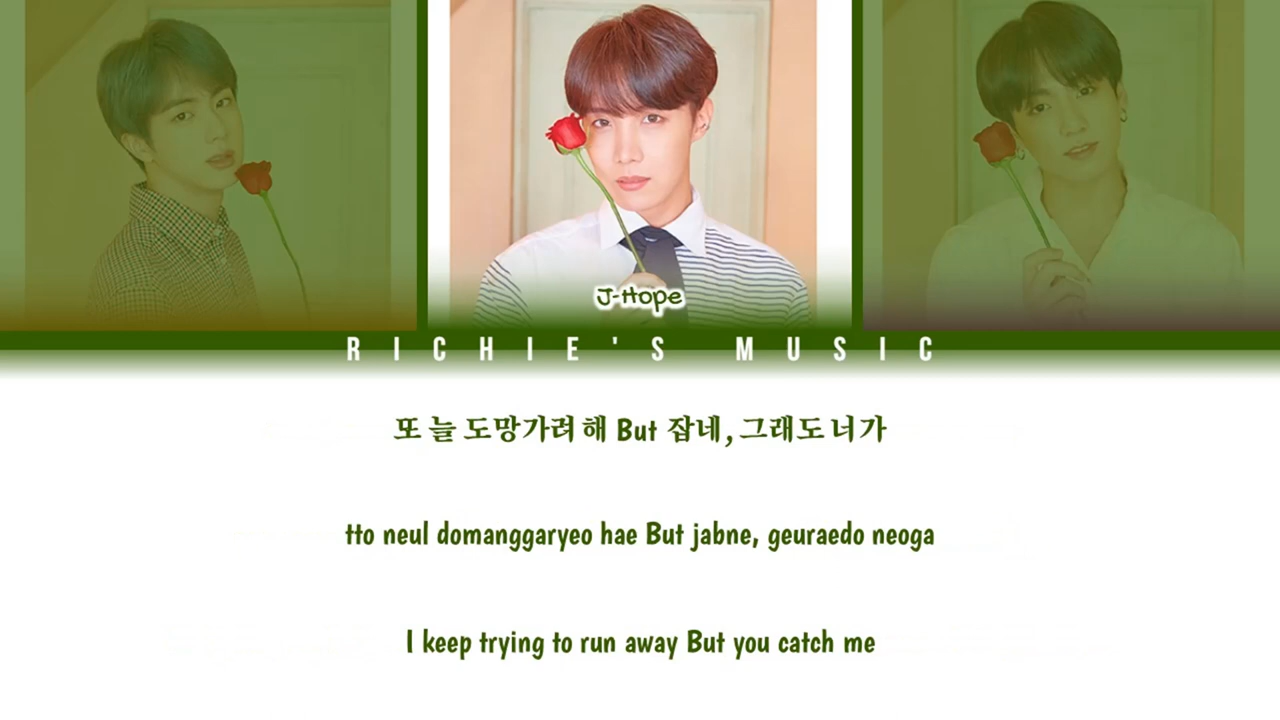 J-Hope
RICHIE'S MUSIC
또 늘 도망가려 해 But 잡네, 그래도 너가
tto neul domanggaryeo hae But jabne, geuraedo neoga
I keep trying to run away But you catch me